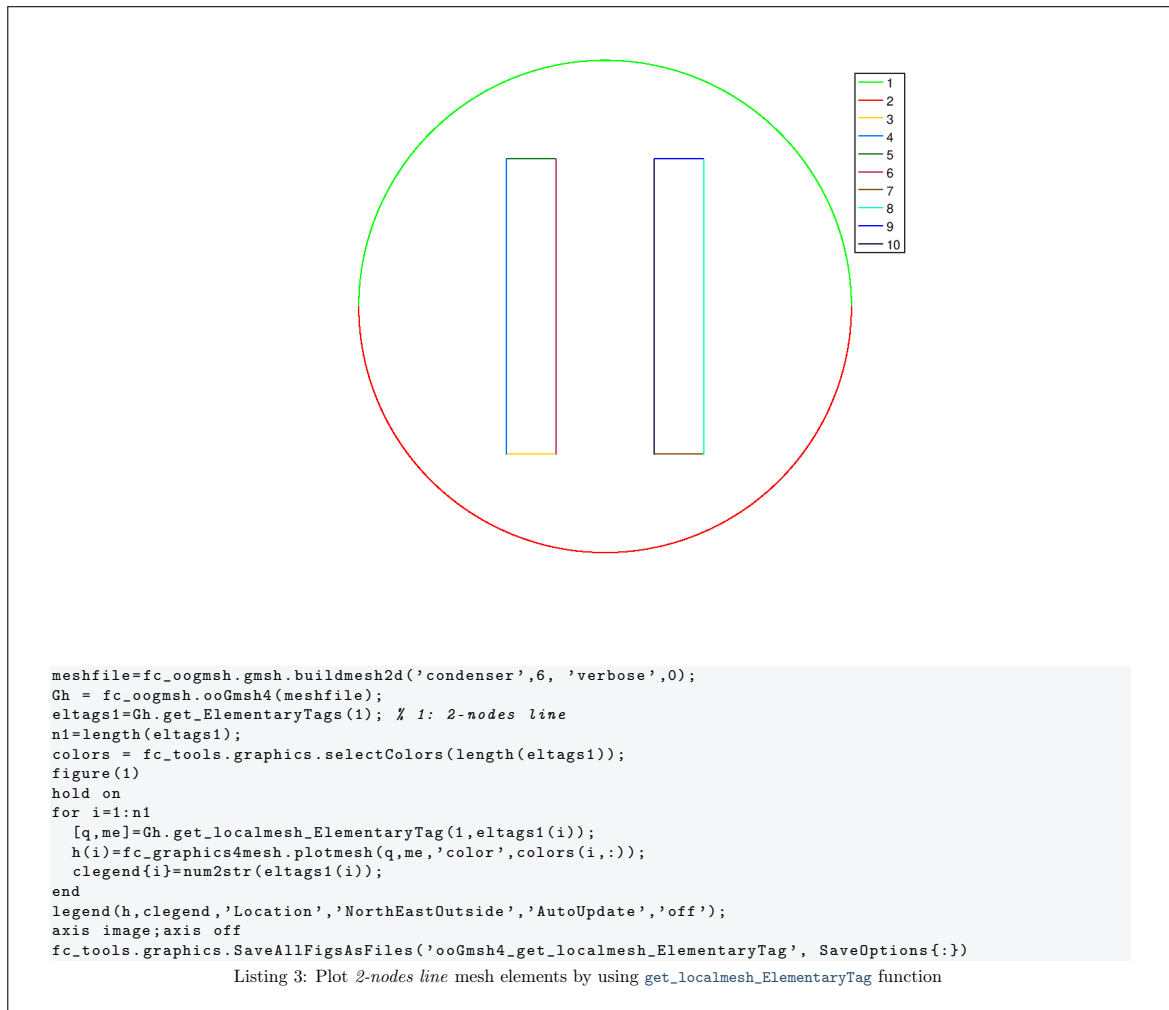 1
2
3
4
5
6
7
8
9
10
meshfile=fc_oogmsh.gmsh.buildmesh2d('condenser',6, 'verbose',0);
Gh = fc_oogmsh.ooGmsh4(meshfile);
eltags1=Gh.get_ElementaryTags(1); % 1: 2-nodes line
n1=length(eltags1);
colors = fc_tools.graphics.selectColors(length(eltags1));
figure(1)
hold on
for i=1:n1
  [q,me]=Gh.get_localmesh_ElementaryTag(1,eltags1(i));
  h(i)=fc_graphics4mesh.plotmesh(q,me,'color',colors(i,:));
  clegend{i}=num2str(eltags1(i));
end
legend(h,clegend,'Location','NorthEastOutside','AutoUpdate','off');
axis image;axis off
fc_tools.graphics.SaveAllFigsAsFiles('ooGmsh4_get_localmesh_ElementaryTag', SaveOptions{:})
Listing 3: Plot 2-nodes line mesh elements by using get_localmesh_ElementaryTag function